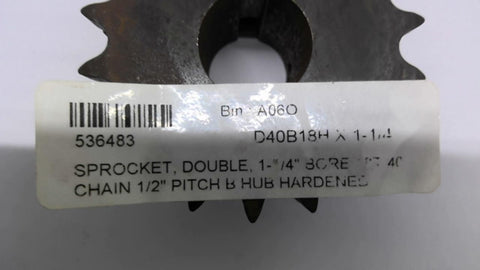 Bin A06O
536483 D40B18H X 1-1/4
SPROCKET, DOUBLE, 1-1/4" BORE 40
CHAIN 1/2" PITCH B HUB HARDENED